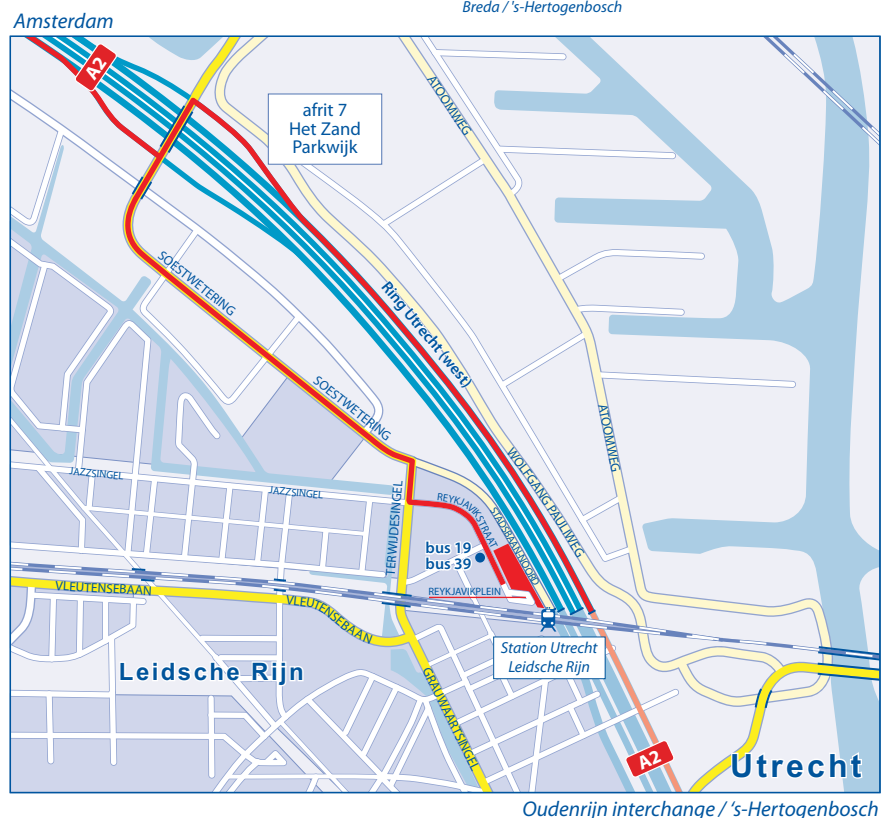 Breda / 's-Hertogenbosch
Amsterdam
A2
afrit 7
Het Zand
Parkwijk
ATOOMWEG
SOESTWETERING
Ring Utrecht (west)
SOESTWETERING
ATOOMWEG
WOLFGANG PAULIWEG
JAZZSINGEL
JAZZSINGEL
TERWIJDESINGEL
REYKJAVIKSTRAAT
STADSBAAN-NOORD
bus 19
bus 39
REYKJAVIKPLEIN
VLEUTENSEBAAN
VLEUTENSEBAAN
Station Utrecht
Leidsche Rijn
Leidsche Rijn
GRAUWAARTSINGEL
A2
Utrecht
Oudenrijn interchange / ‘s-Hertogenbosch